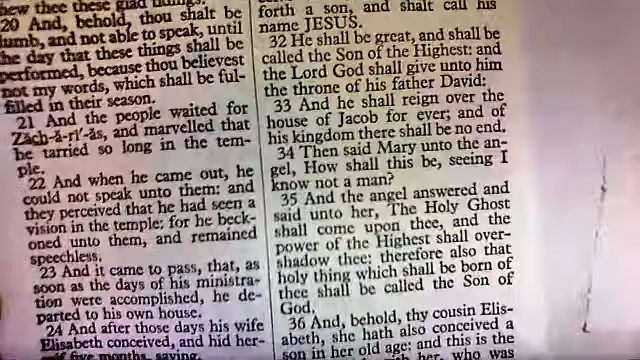 hew thee these glad tidings.
20 And, behold, thou shalt be
dumb, and not able to speak, until
the day that these things shall be
performed, because thou believest
not my words, which shall be ful-
filled in their season.
21 And the people waited for
Zăch-ȧ-rī′-ăs, and marvelled that
he tarried so long in the tem-
ple.
22 And when he came out, he
could not speak unto them: and
they perceived that he had seen a
vision in the temple: for he beck-
oned unto them, and remained
speechless.
23 And it came to pass, that, as
soon as the days of his ministra-
tion were accomplished, he de-
parted to his own house.
24 And after those days his wife
Elisabeth conceived, and hid her-
self five months, saying,
forth a son, and shalt call his
name JESUS.
32 He shall be great, and shall be
called the Son of the Highest: and
the Lord God shall give unto him
the throne of his father David:
33 And he shall reign over the
house of Jacob for ever; and of
his kingdom there shall be no end.
34 Then said Mary unto the an-
gel, How shall this be, seeing I
know not a man?
35 And the angel answered and
said unto her, The Holy Ghost
shall come upon thee, and the
power of the Highest shall over-
shadow thee: therefore also that
holy thing which shall be born of
thee shall be called the Son of
God.
36 And, behold, thy cousin Elis-
abeth, she hath also conceived a
son in her old age: and this is the
with her, who was